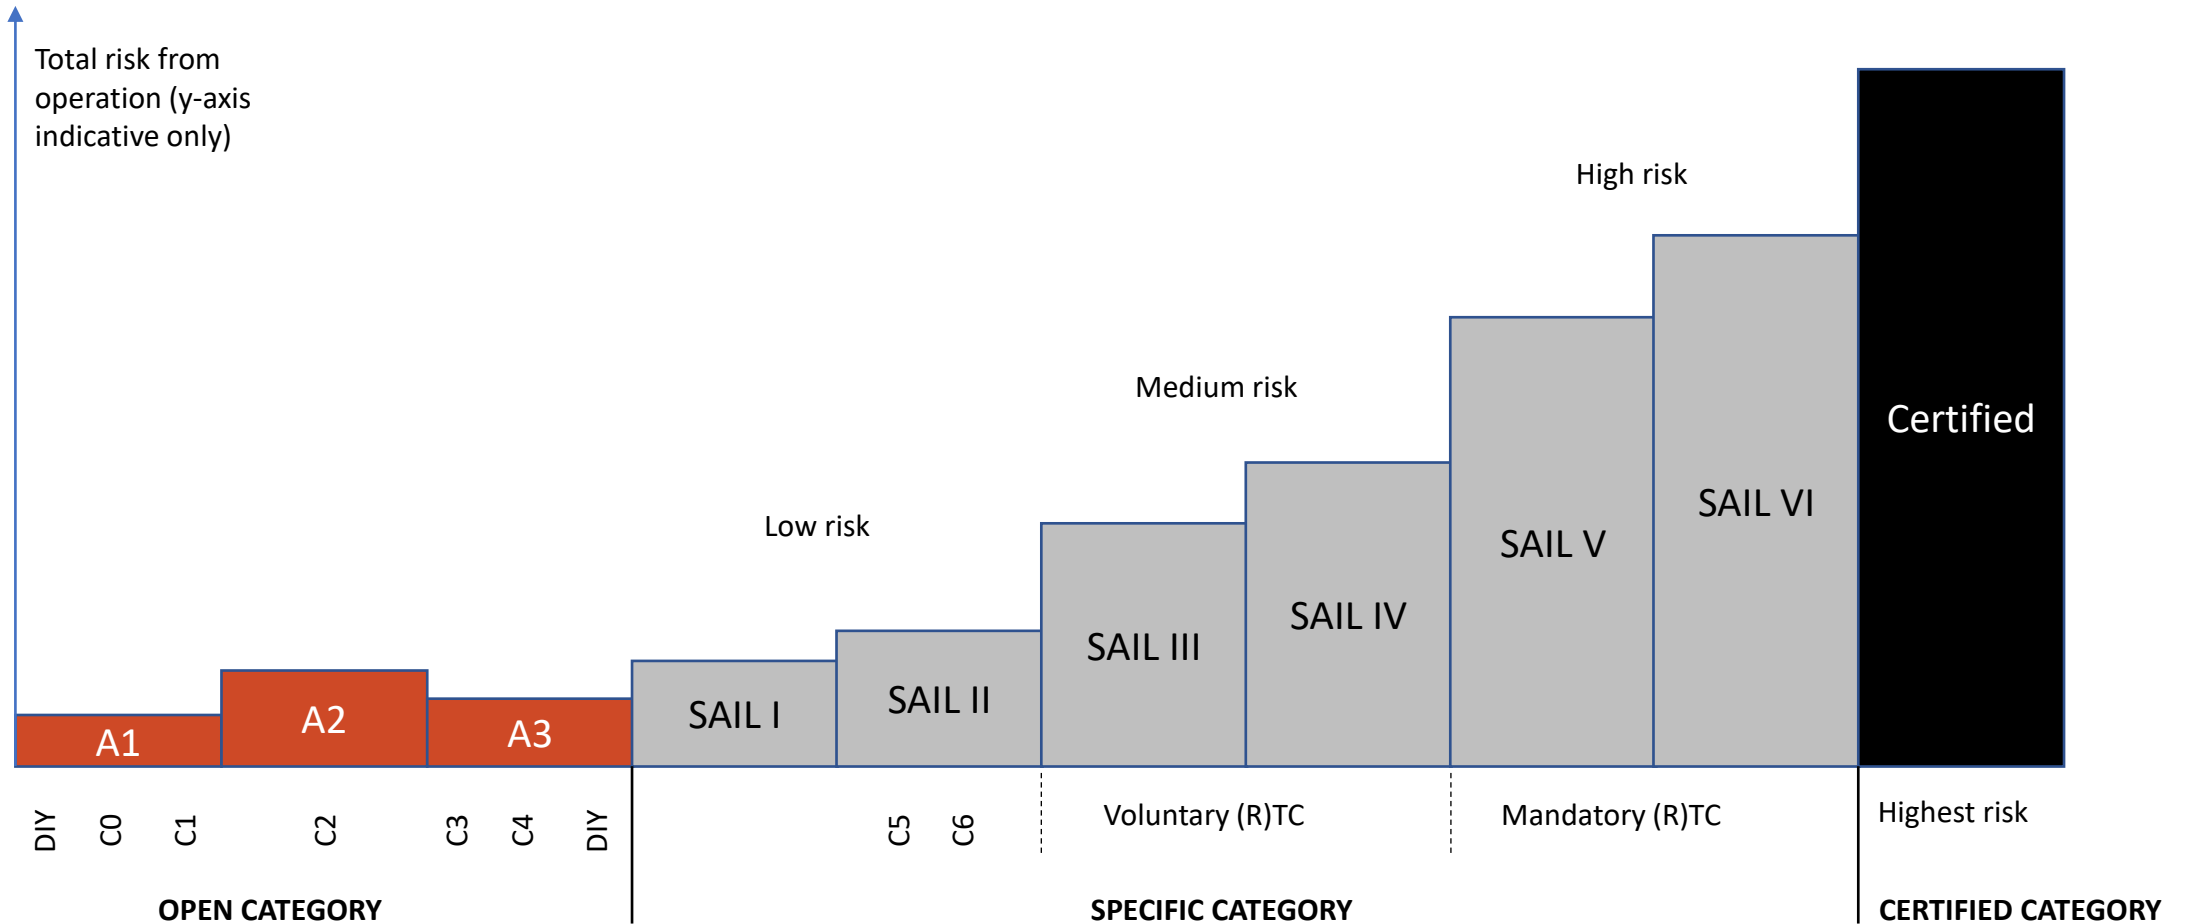 Total risk from
operation (y-axis
indicative only)
High risk
Medium risk
Low risk
Certified
SAIL VI
SAIL V
SAIL IV
SAIL III
SAIL II
SAIL I
A2
A3
A1
DIY
C0
C1
C2
C3
C4
DIY
C5
C6
Voluntary (R)TC
Mandatory (R)TC
Highest risk
OPEN CATEGORY
SPECIFIC CATEGORY
CERTIFIED CATEGORY